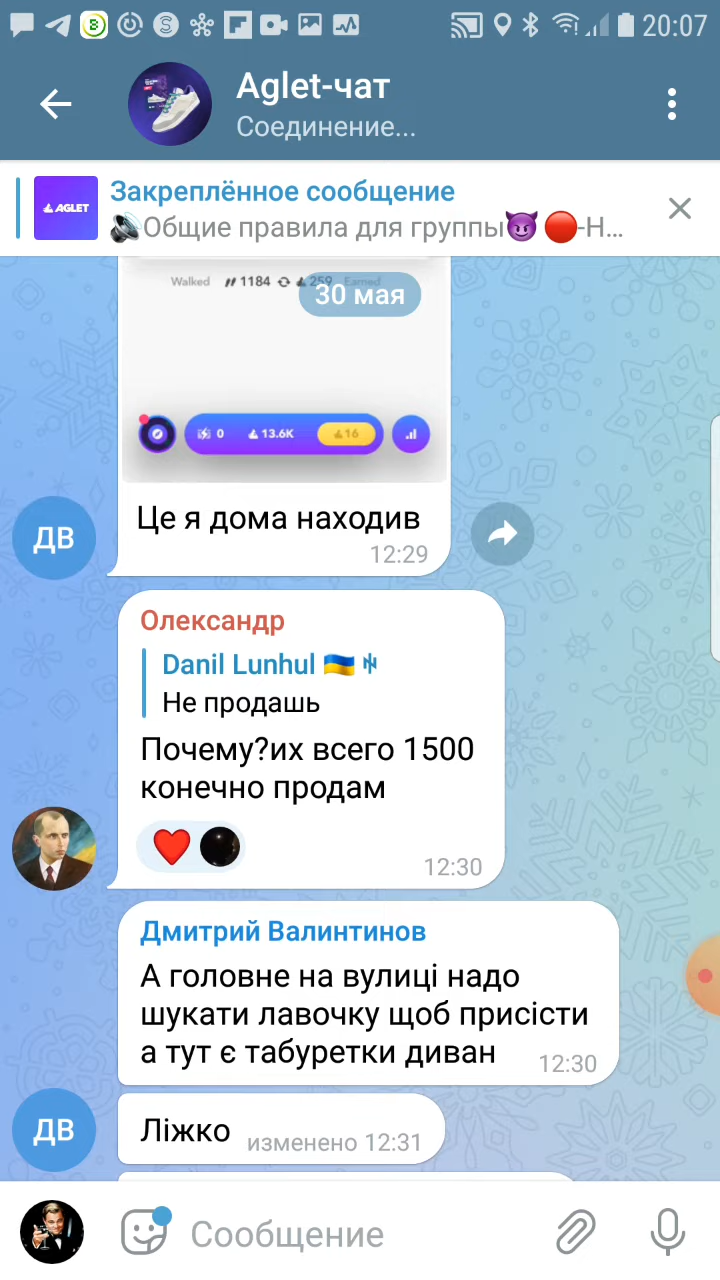 20:07
Aglet-чат
Соединение...
AGLET
Закреплённое сообщение
Общие правила для группы -Н...
Walked 1184 259 Earned
30 мая
0 13.6K 16
Це я дома находив
12:29
ДВ
Олександр
Danil Lunhul
Не продашь
Почему?их всего 1500
конечно продам
12:30
Дмитрий Валинтинов
А головне на вулиці надо
шукати лавочку щоб присісти
а тут є табуретки диван
12:30
ДВ
Ліжко
изменено 12:31
Сообщение